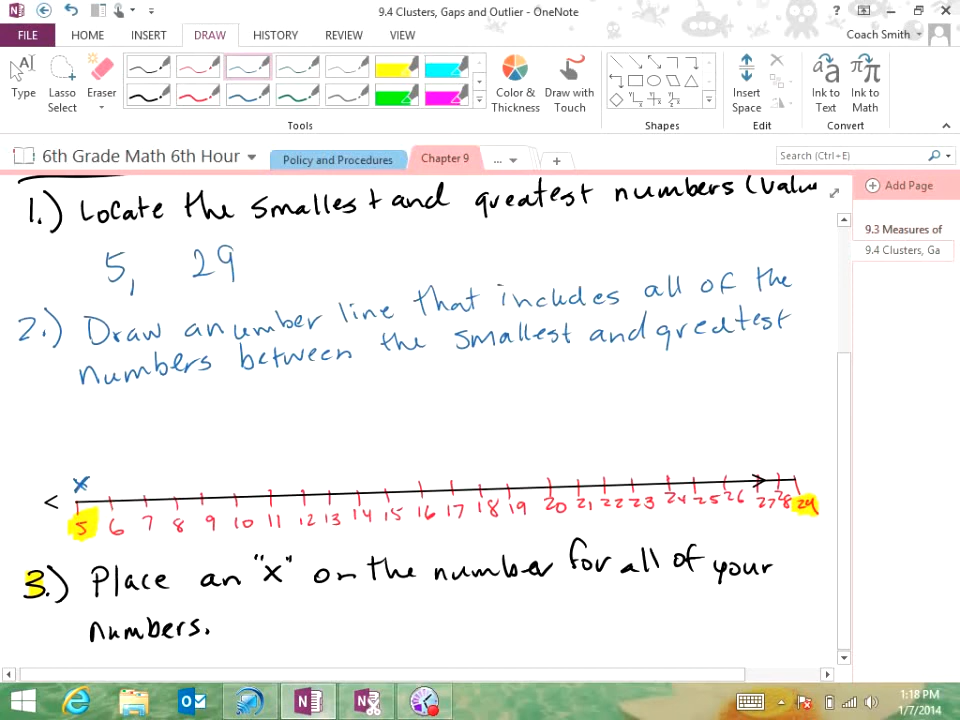 9.4 Clusters, Gaps and Outlier - OneNote
FILE HOME INSERT DRAW HISTORY REVIEW VIEW
Coach Smith
Type
Lasso Select
Eraser
Color & Thickness
Draw with Touch
Insert Space
Ink to Text
Ink to Math
Tools
Shapes
Edit
Convert
6th Grade Math 6th Hour
Policy and Procedures
Chapter 9
...
Search (Ctrl+E)
Add Page
9.3 Measures of
9.4 Clusters, Ga
1.) Locate the smallest and greatest numbers (value
5, 29
2.) Draw a number line that includes all of the
numbers between the smallest and greatest
x
5 6 7 8 9 10 11 12 13 14 15 16 17 18 19 20 21 22 23 24 25 26 27 28 29
3.) Place an "x" on the number for all of your
numbers.
1:18 PM
1/7/2014